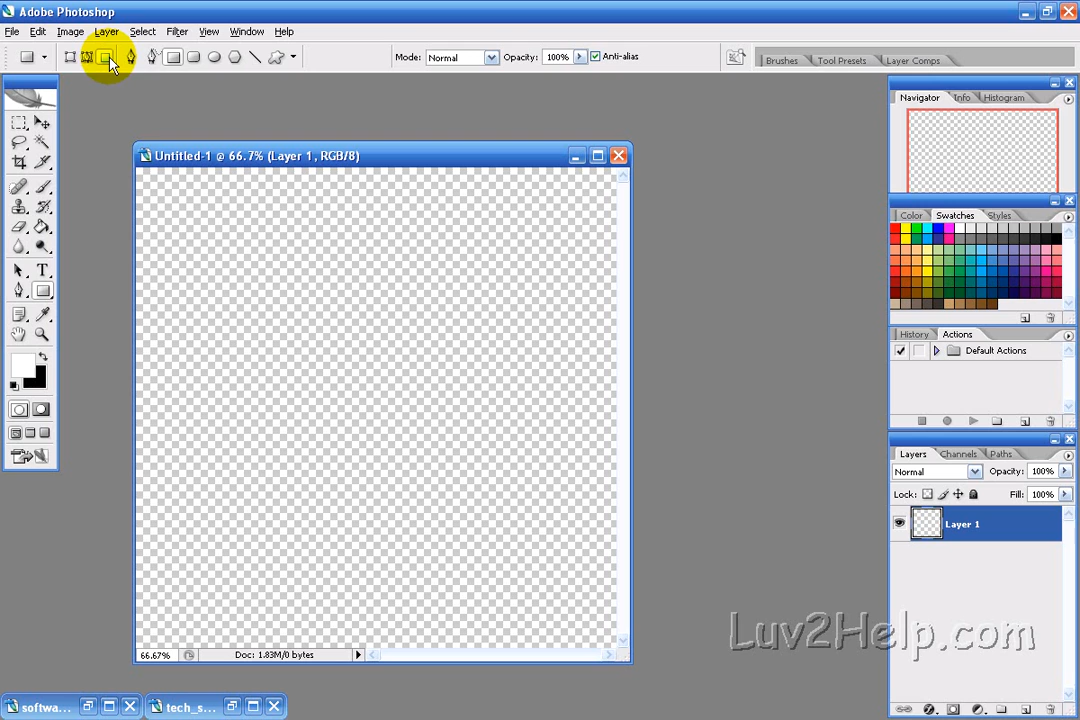 Adobe Photoshop
File Edit Image Layer Select Filter View Window Help
Mode: Normal Opacity: 100% Anti-alias Brushes Tool Presets Layer Comps
Navigator Info Histogram
Untitled-1 @ 66.7% (Layer 1, RGB/8)
Color Swatches Styles
History Actions
Default Actions
Layers Channels Paths
Normal Opacity: 100%
Lock: Fill: 100%
Layer 1
Luv2Help.com
66.67% Doc: 1.83M/0 bytes
softwa... tech_s...